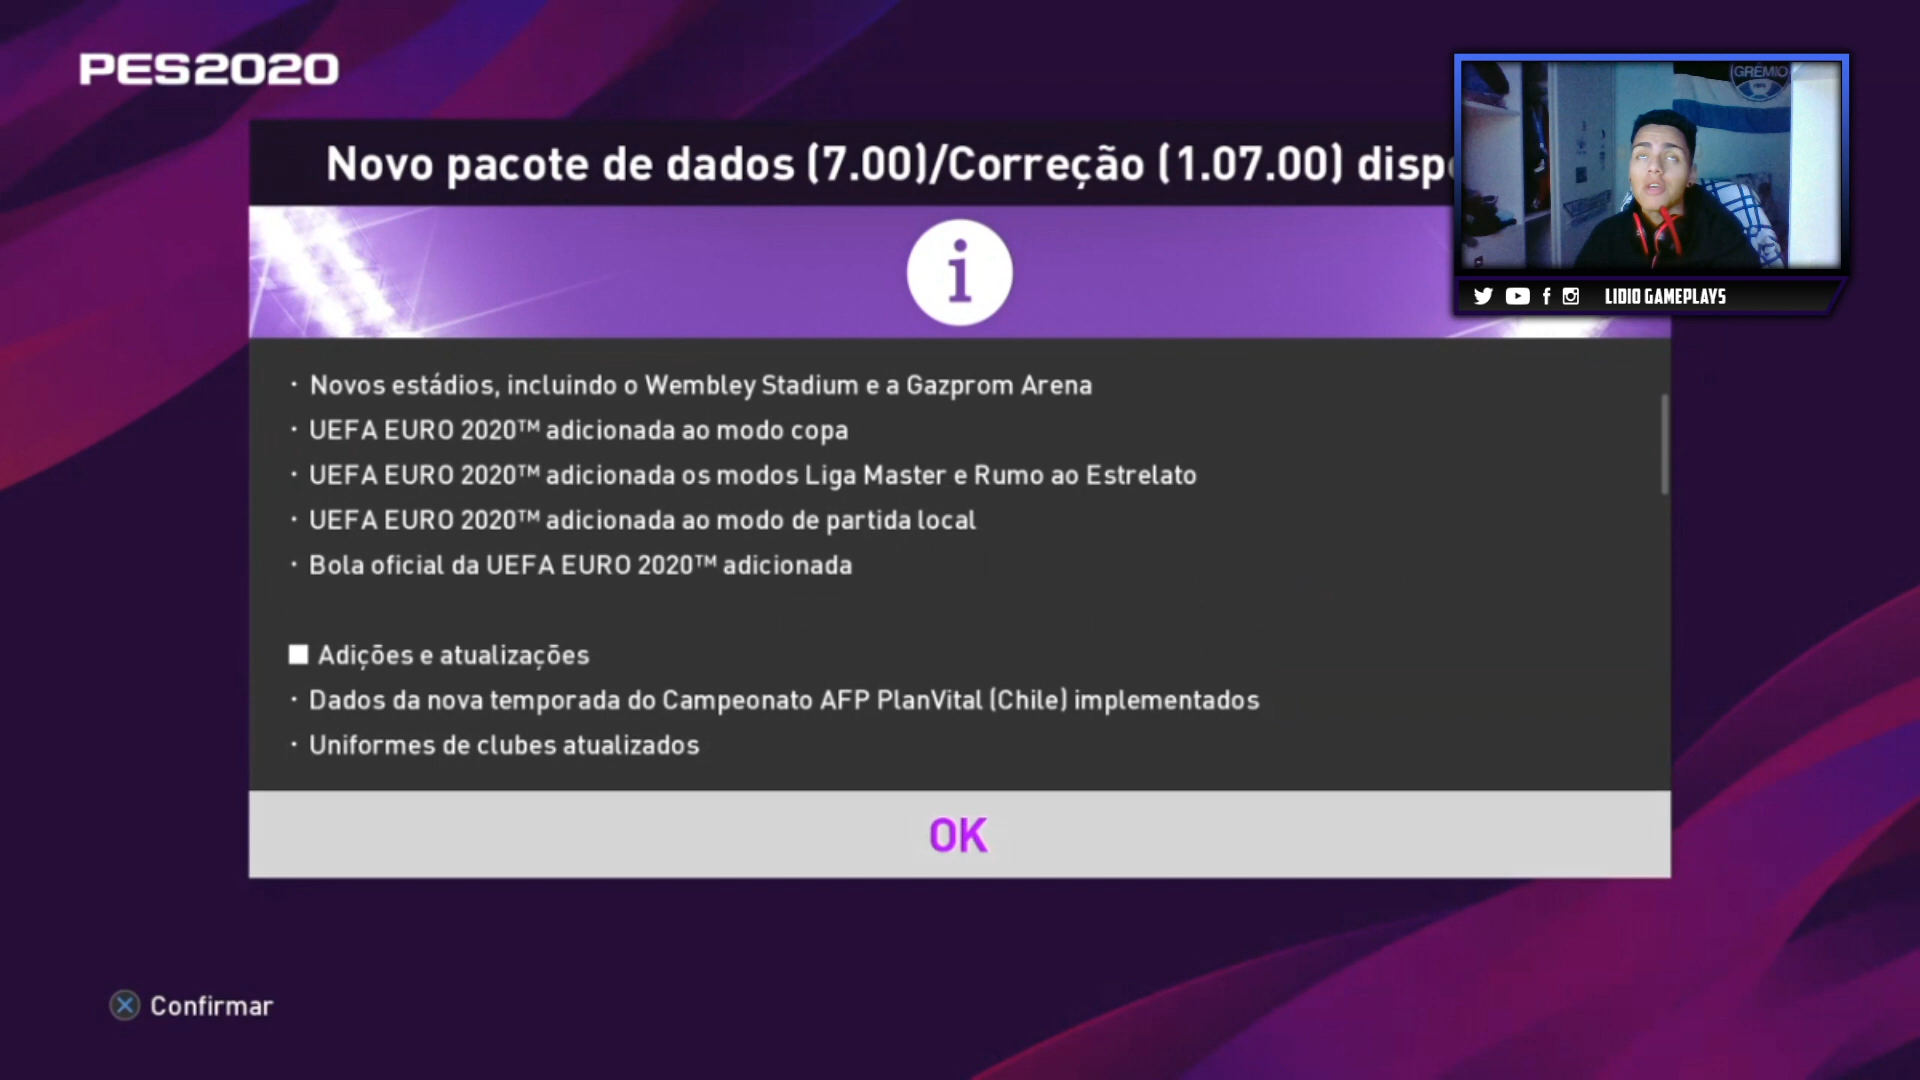 PES2020
Novo pacote de dados (7.00)/Correção (1.07.00)
GRÊMIO
LIDIO GAMEPLAYS
· Novos estádios, incluindo o Wembley Stadium e a Gazprom Arena
· UEFA EURO 2020™ adicionada ao modo copa
· UEFA EURO 2020™ adicionada os modos Liga Master e Rumo ao Estrelato
· UEFA EURO 2020™ adicionada ao modo de partida local
· Bola oficial da UEFA EURO 2020™ adicionada
■ Adições e atualizações
· Dados da nova temporada do Campeonato AFP PlanVital (Chile) implementados
· Uniformes de clubes atualizados
OK
Confirmar